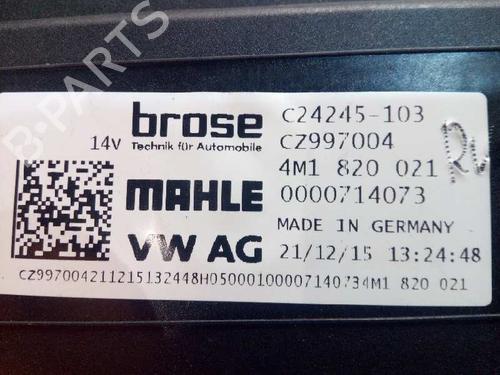 14V
brose
Technik für Automobile
MAHLE
VW AG
C24245-103
CZ997004
4M1 820 021
0000714073
MADE IN GERMANY
21/12/15 13:24:48
CZ99700421121513244​8H05000100007140734M1 820 021
B-PARTS